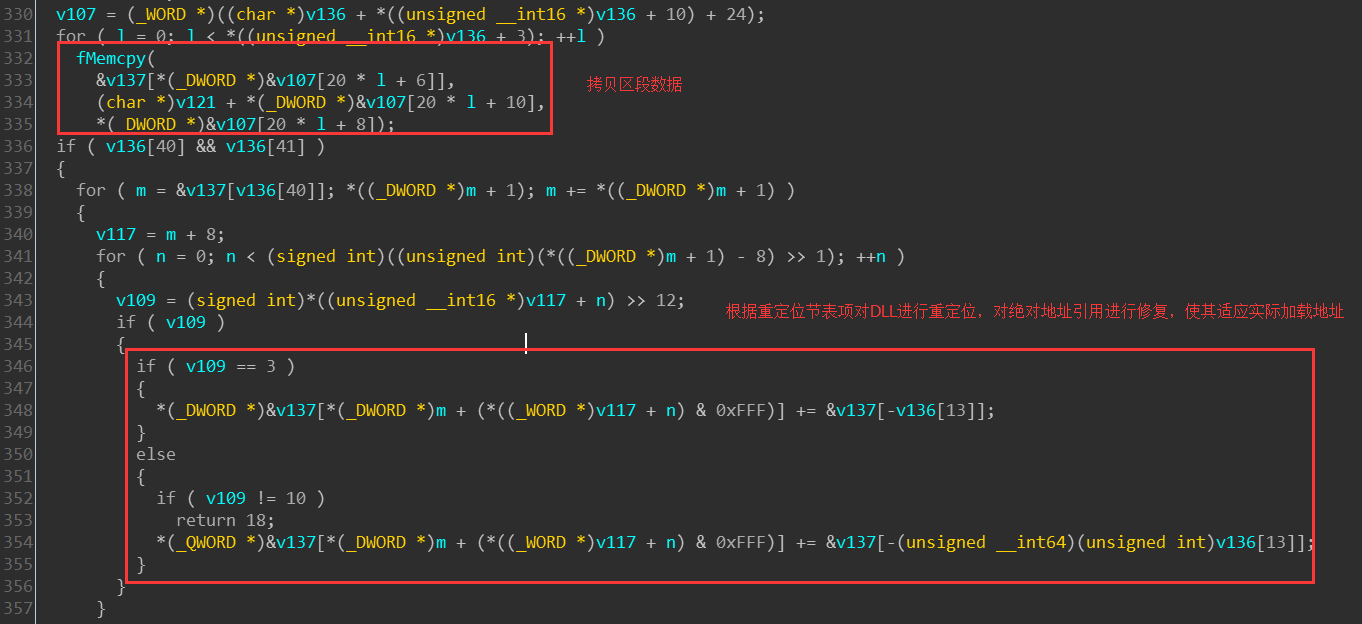 330 v107 = (_WORD *)((char *)v136 + *((unsigned __int16 *)v136 + 10) + 24);
331 for ( l = 0; l < *((unsigned __int16 *)v136 + 3); ++l )
332 fMemcpy(
333 &v137[*(_DWORD *)&v107[20 * l + 6]],
拷贝区段数据
334 (char *)v121 + *(_DWORD *)&v107[20 * l + 10],
335 *(_DWORD *)&v107[20 * l + 8]);
336 if ( v136[40] && v136[41] )
337 {
338 for ( m = &v137[v136[40]]; *((_DWORD *)m + 1); m += *((_DWORD *)m + 1) )
339 {
340 v117 = m + 8;
341 for ( n = 0; n < (signed int)((unsigned int)(*((_DWORD *)m + 1) - 8) >> 1); ++n )
342 {
343 v109 = (signed int)*((unsigned __int16 *)v117 + n) >> 12;
根据重定位节表项对DLL进行重定位，对绝对地址引用进行修复，使其适应实际加载地址
344 if ( v109 )
345 {
346 if ( v109 == 3 )
347 {
348 *(_DWORD *)&v137[*(_DWORD *)m + (*((_WORD *)v117 + n) & 0xFFF)] += &v137[-v136[13]];
349 }
350 else
351 {
352 if ( v109 != 10 )
353 return 18;
354 *(_QWORD *)&v137[*(_DWORD *)m + (*((_WORD *)v117 + n) & 0xFFF)] += &v137[-(unsigned __int64)(unsigned int)v136[13]];
355 }
356 }
357 }